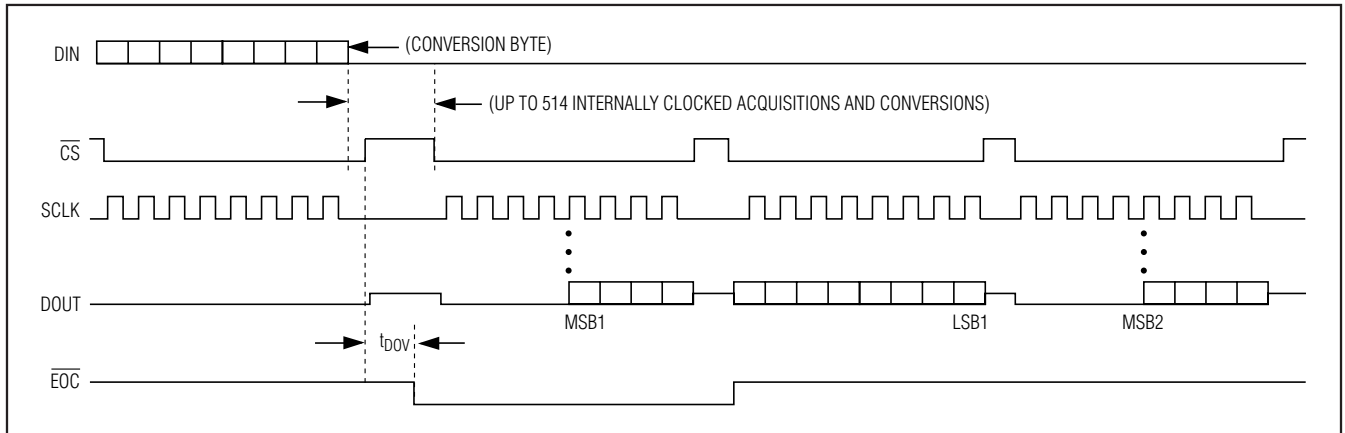 DIN
(CONVERSION BYTE)
(UP TO 514 INTERNALLY CLOCKED ACQUISITIONS AND CONVERSIONS)
CS
SCLK
DOUT
MSB1
LSB1
MSB2
tDOV
EOC